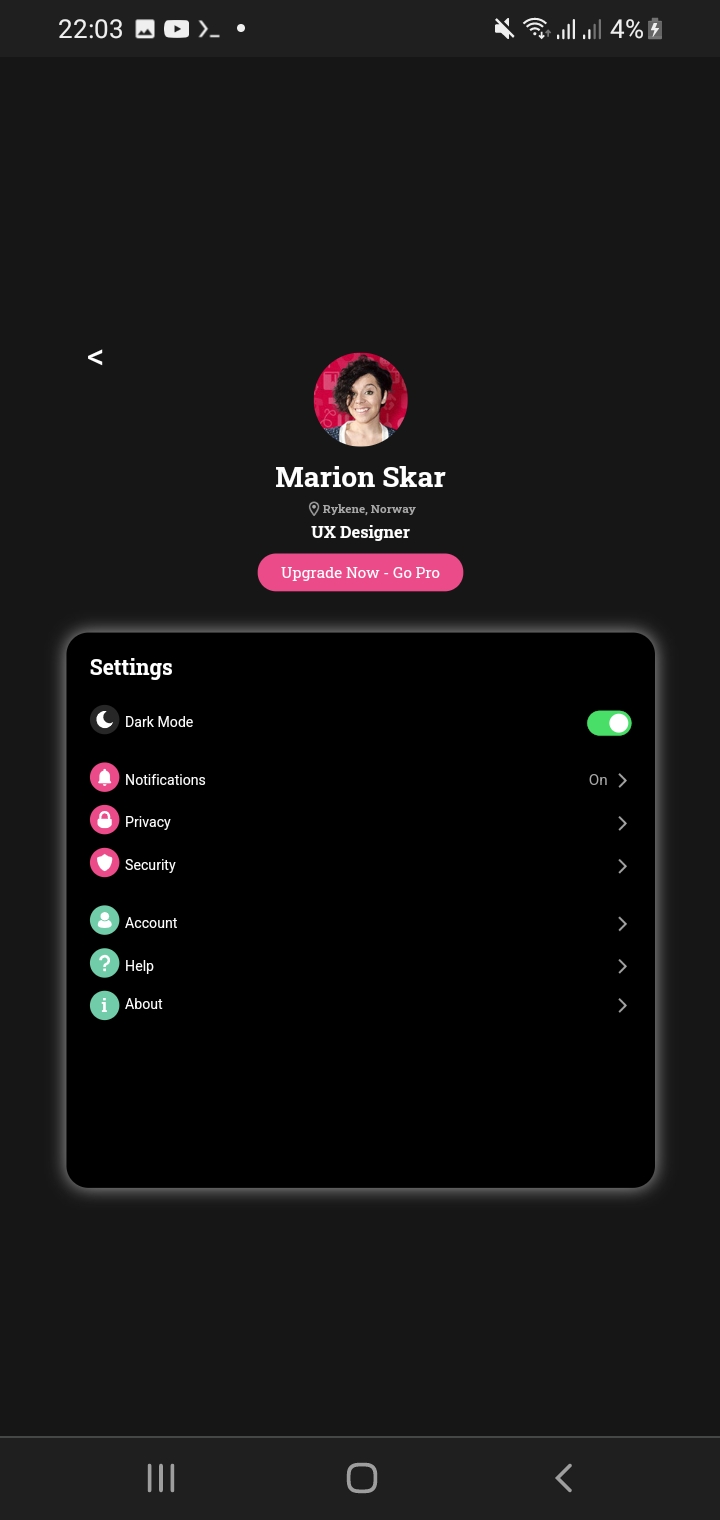 22:03 4%
<
Marion Skar
Rykene, Norway
UX Designer
Upgrade Now - Go Pro
Settings
Dark Mode
Notifications On
Privacy
Security
Account
Help
About